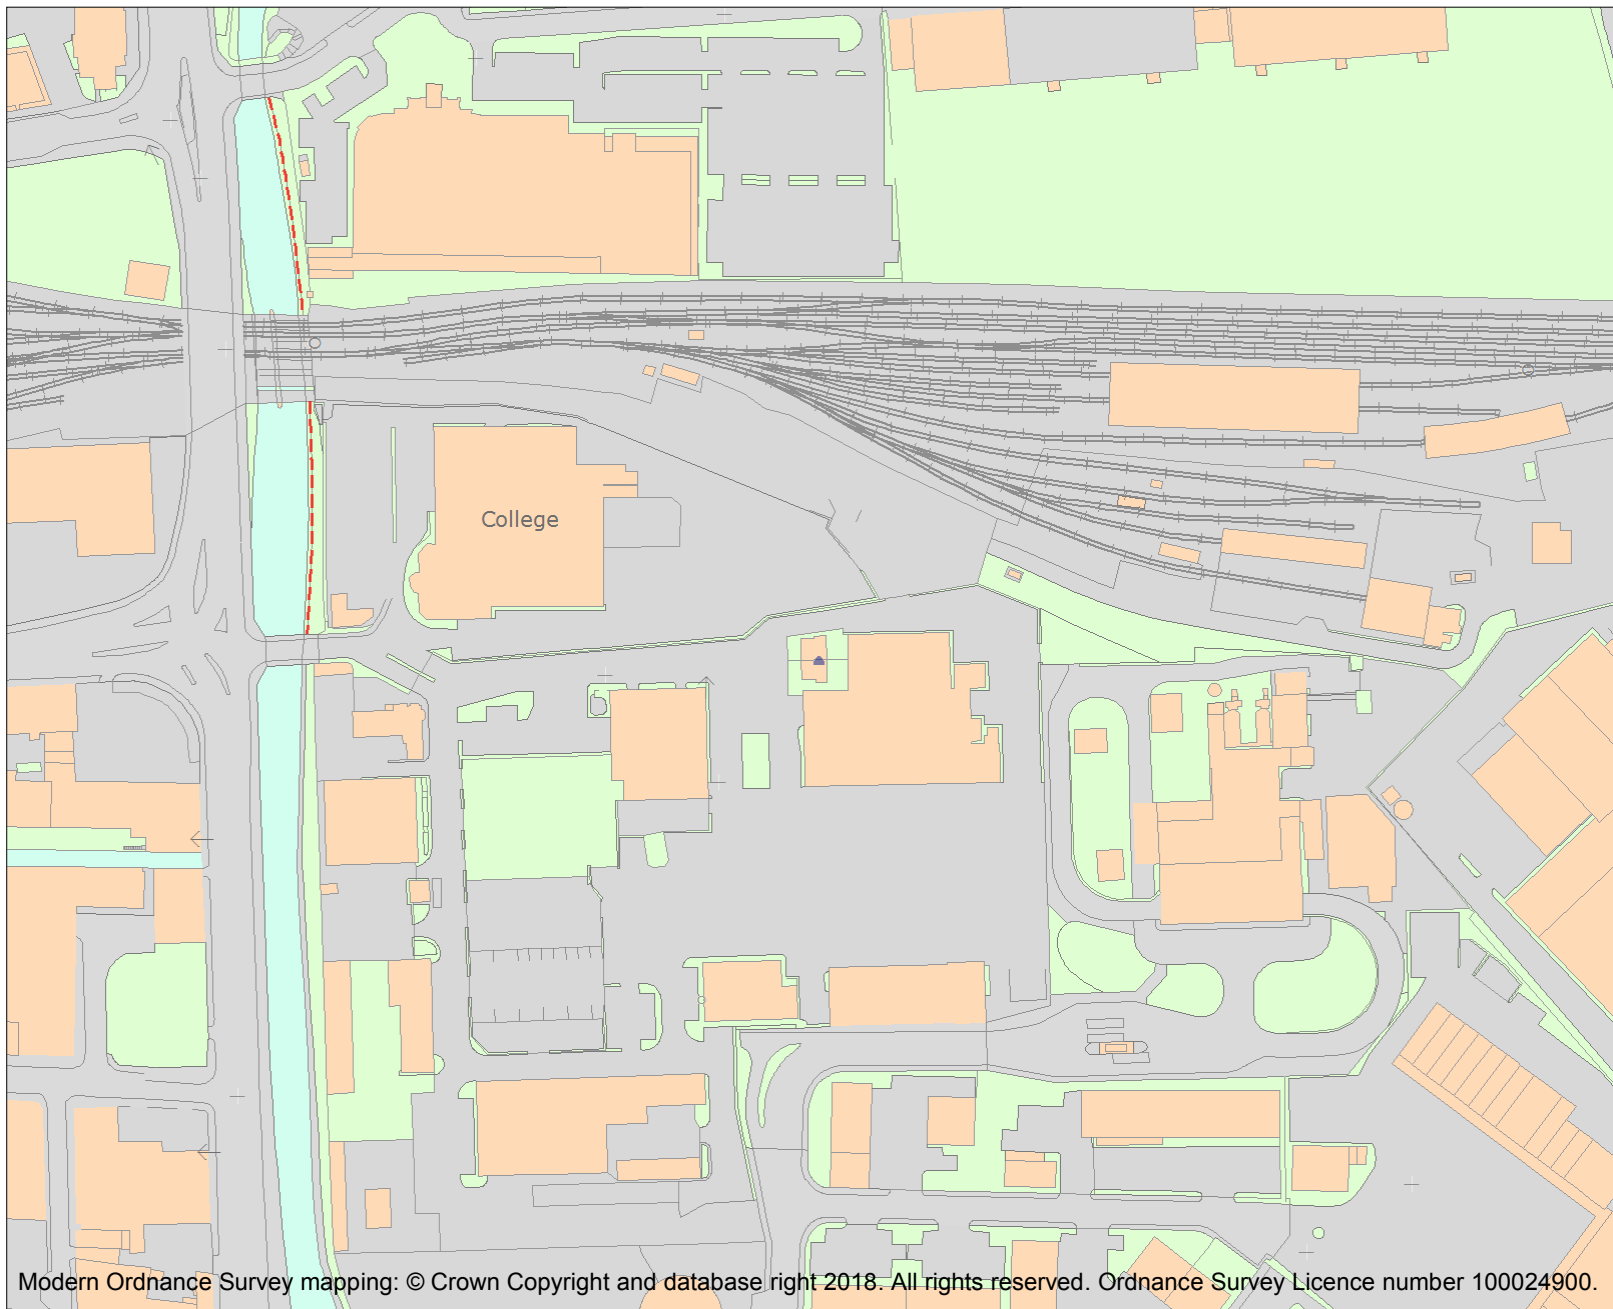 College
Modern Ordnance Survey mapping: © Crown Copyright and database right 2018. All rights reserved. Ordnance Survey Licence number 100024900.